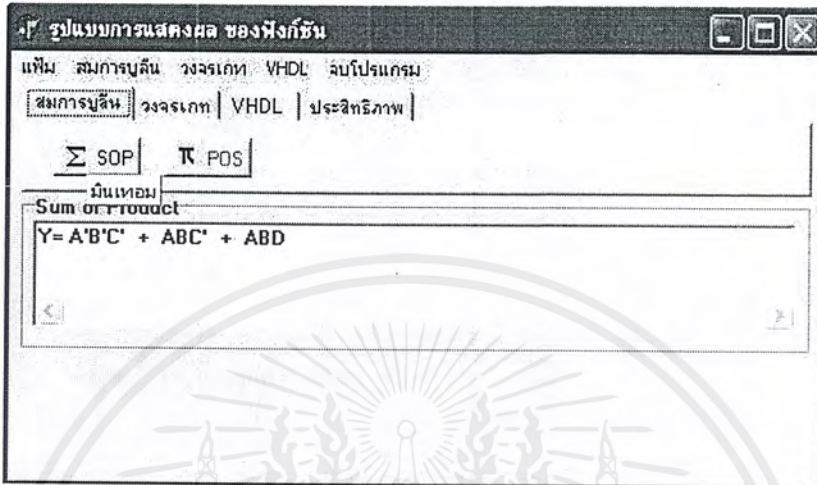 รูปแบบการแสดงผล ของฟังก์ชัน
แฟ้ม สมการบูลีน วงจรเกท VHDL จบโปรแกรม
สมการบูลีน วงจรเกท VHDL ประสิทธิภาพ
Σ SOP π POS
มินเทอม
Sum of Product
Y= A'B'C' + ABC' + ABD